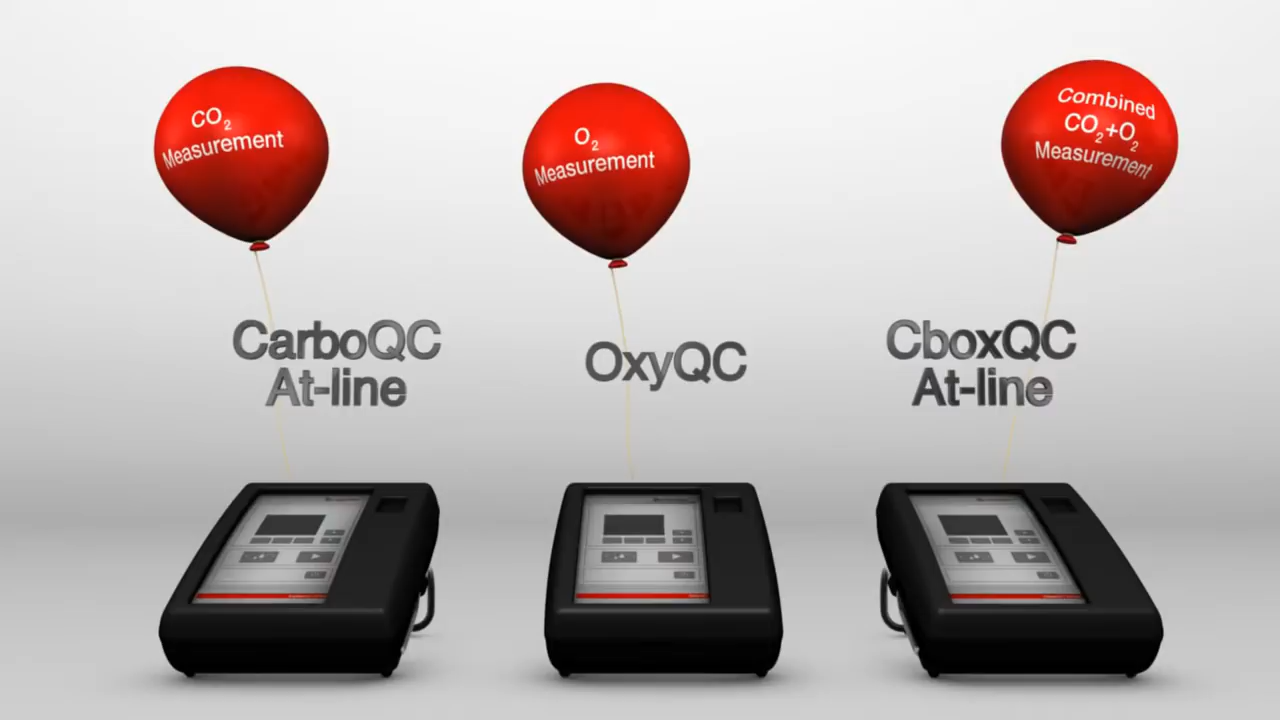 CO₂
Measurement
O₂
Measurement
Combined
CO₂+O₂
Measurement
CarboQC
At-line
OxyQC
CboxQC
At-line